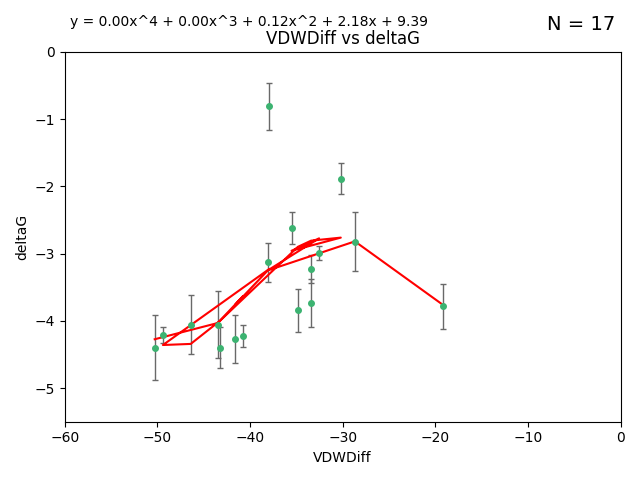 y = 0.00x^4 + 0.00x^3 + 0.12x^2 + 2.18x + 9.39
N = 17
VDWDiff vs deltaG
0
−1
−2
−3
−4
−5
deltaG
−60 −50 −40 −30 −20 −10 0
VDWDiff